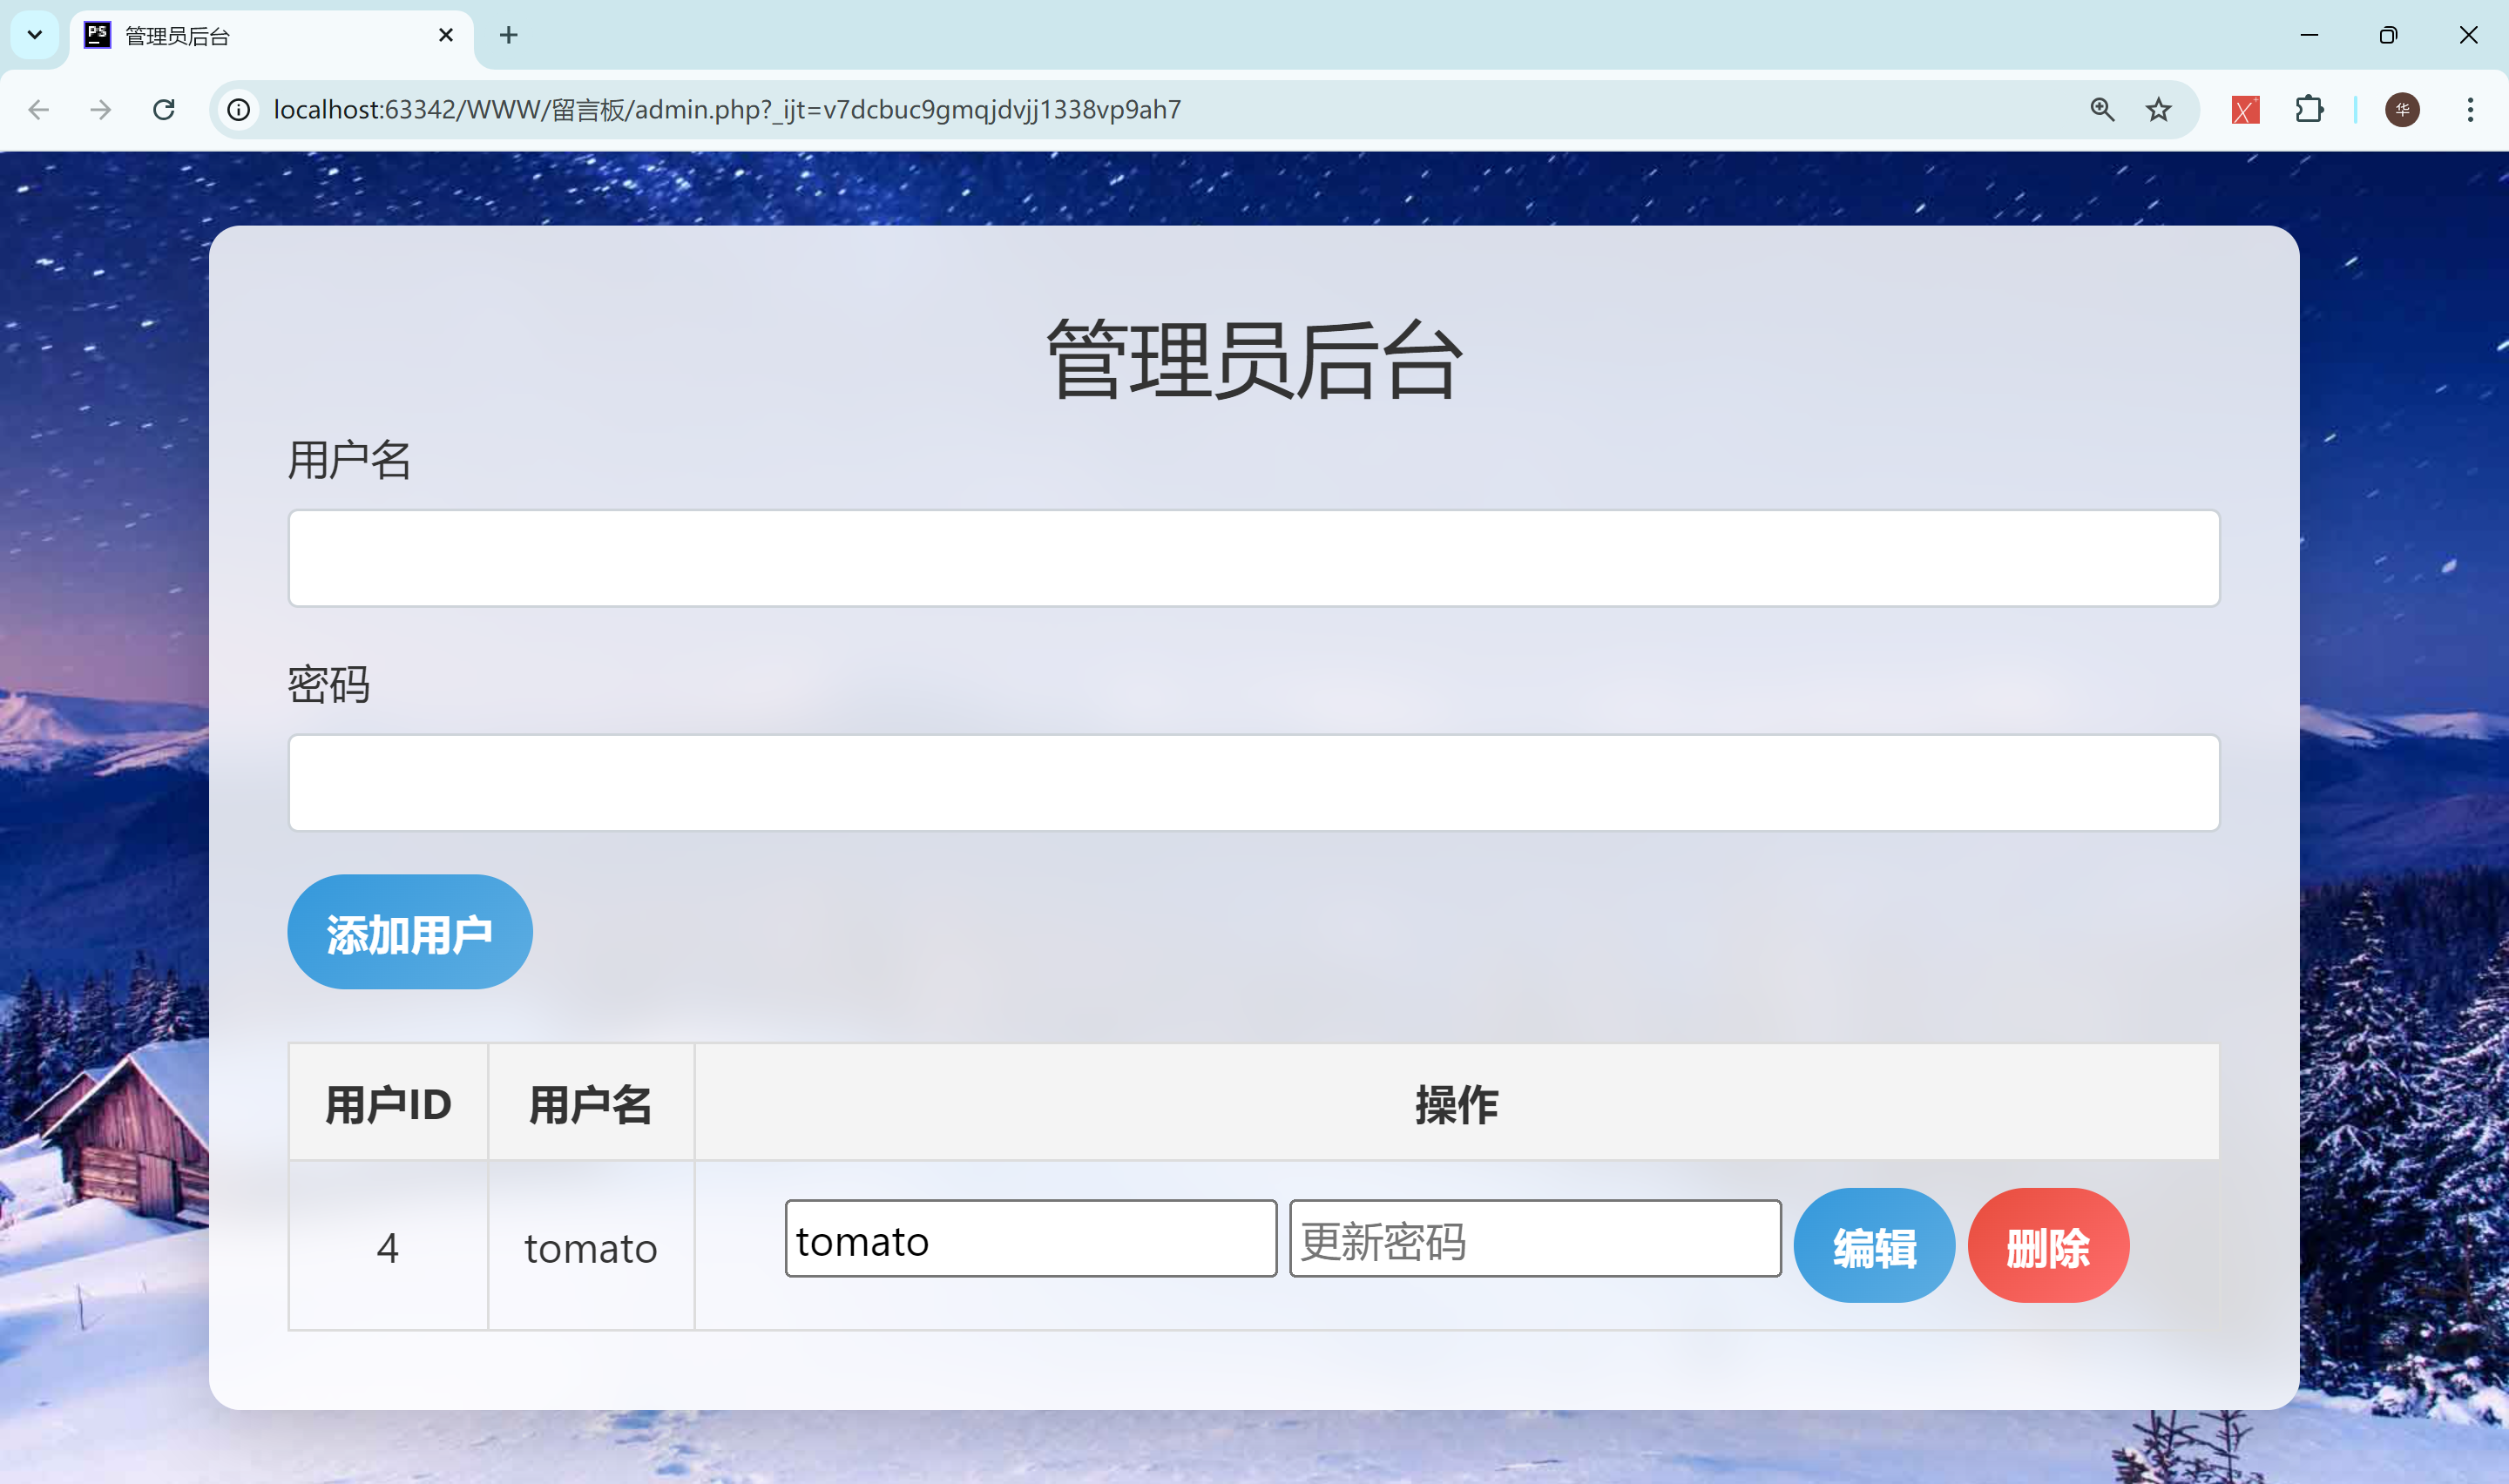 PS
管理员后台
localhost:63342/WWW/留言板/admin.php?_ijt=v7dcbuc9gmqjdvjj1338vp9ah7
华
管理员后台
用户名
密码
添加用户
用户ID 用户名 操作
4 tomato tomato 更新密码 编辑 删除